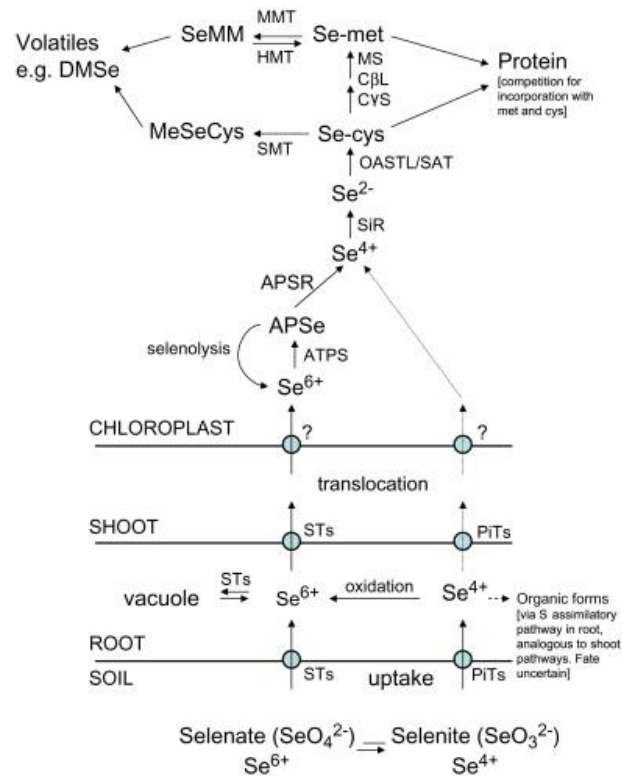 MMT
Volatiles
e.g. DMSe
SeMM
Se-met
HMT
MS
CβL
CγS
Protein
[competition for
incorporation with
met and cys]
MeSeCys
Se-cys
SMT
OASTL/SAT
Se2-
SiR
Se4+
APSR
APSe
selenolysis
ATPS
Se6+
CHLOROPLAST
?
?
translocation
SHOOT
STs
PiTs
STs
vacuole
Se6+
oxidation
Se4+
Organic forms
[via S assimilatory
pathway in root,
analogous to shoot
pathways. Fate
uncertain]
ROOT
SOIL
STs
uptake
PiTs
Selenate (SeO42-)
Selenite (SeO32-)
Se6+
Se4+